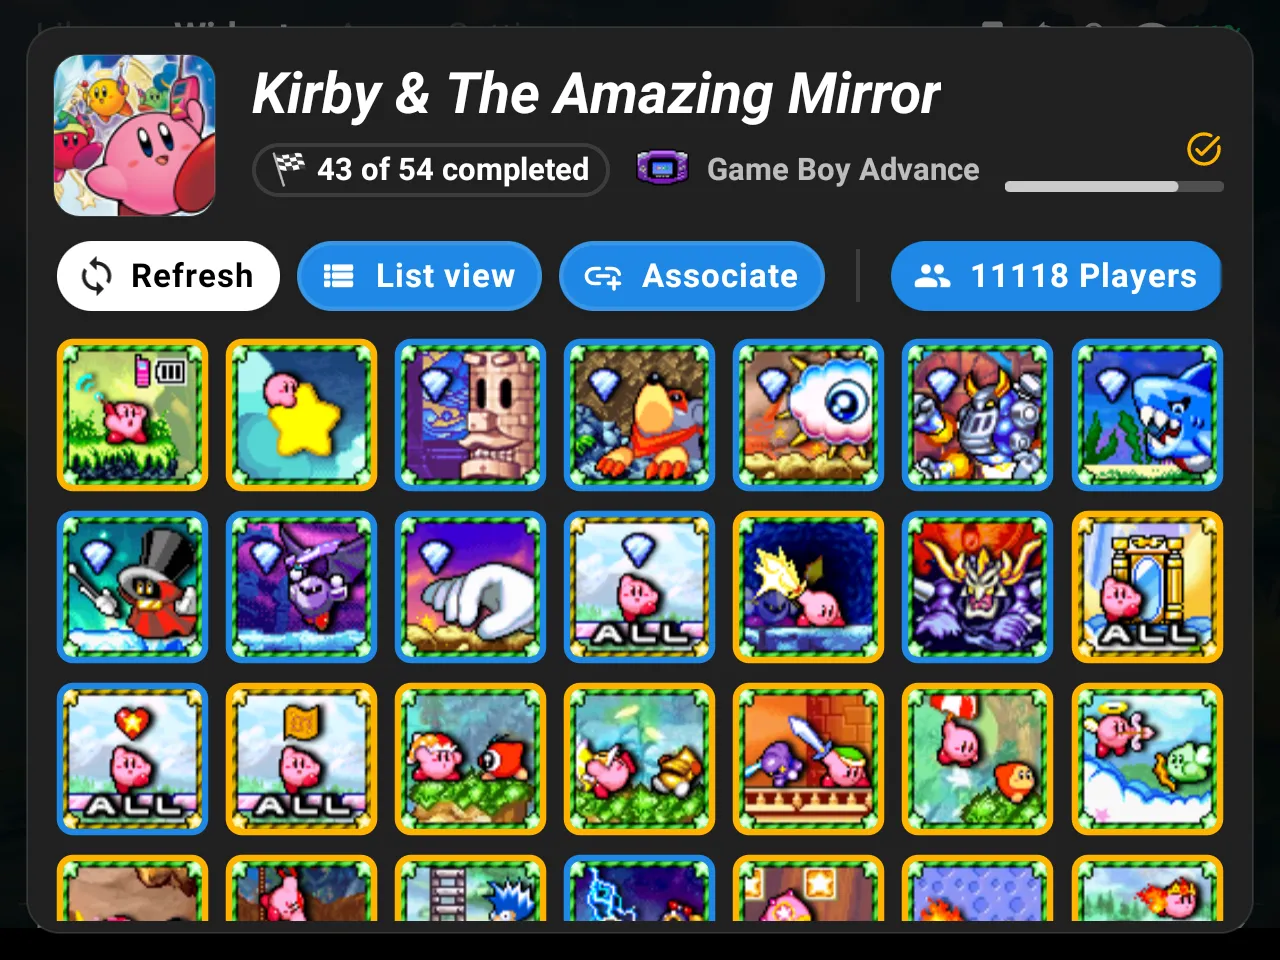 Kirby & The Amazing Mirror
43 of 54 completed
Game Boy Advance
Refresh
List view
Associate
11118 Players
ALL
ALL
ALL
ALL